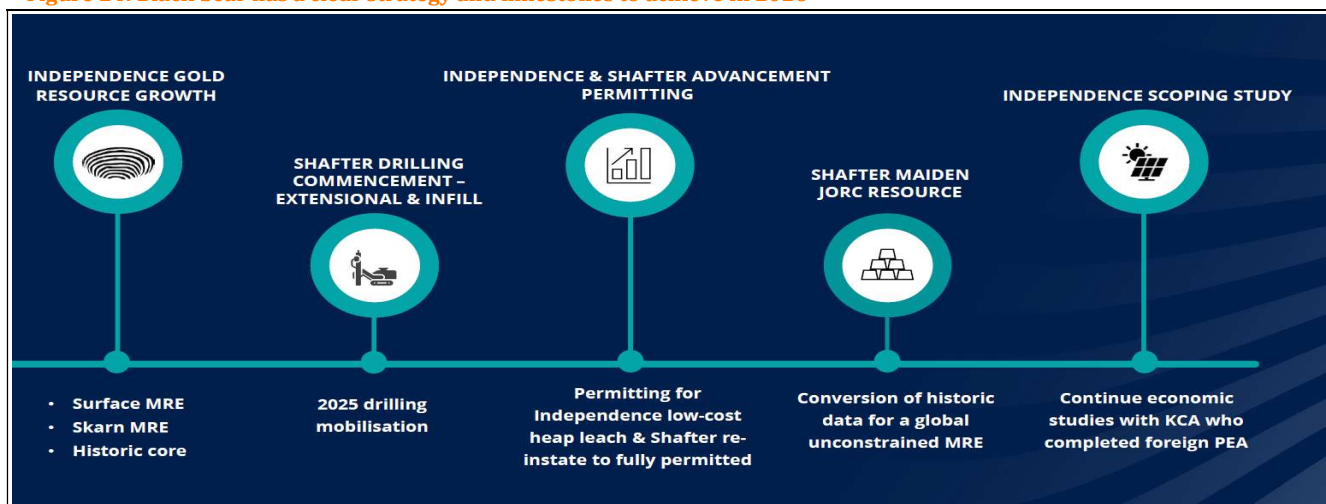 INDEPENDENCE GOLD
RESOURCE GROWTH
SHAFTER DRILLING
COMMENCEMENT –
EXTENSIONAL & INFILL
INDEPENDENCE & SHAFTER ADVANCEMENT
PERMITTING
SHAFTER MAIDEN
JORC RESOURCE
INDEPENDENCE SCOPING STUDY
• Surface MRE
• Skarn MRE
• Historic core
2025 drilling
mobilisation
Permitting for
Independence low-cost
heap leach & Shafter re-
instate to fully permitted
Conversion of historic
data for a global
unconstrained MRE
Continue economic
studies with KCA who
completed foreign PEA